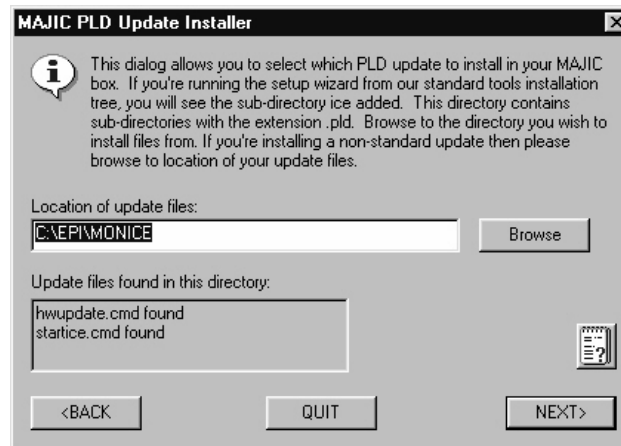 MAJIC PLD Update Installer
This dialog allows you to select which PLD update to install in your MAJIC
box. If you're running the setup wizard from our standard tools installation
tree, you will see the sub-directory ice added. This directory contains
sub-directories with the extension .pld. Browse to the directory you wish to
install files from. If you're installing a non-standard update then please
browse to location of your update files.
Location of update files:
C:\EPI\MONICE
Browse
Update files found in this directory:
hwupdate.cmd found
startice.cmd found
<BACK
QUIT
NEXT>